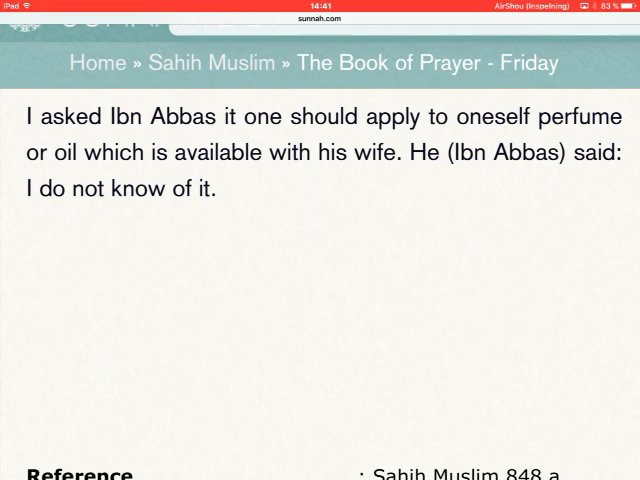 iPad 14:41 AirShou (Inspelning) 83 %
sunnah.com
Home » Sahih Muslim » The Book of Prayer - Friday
I asked Ibn Abbas it one should apply to oneself perfume
or oil which is available with his wife. He (Ibn Abbas) said:
I do not know of it.
Reference : Sahih Muslim 848 a